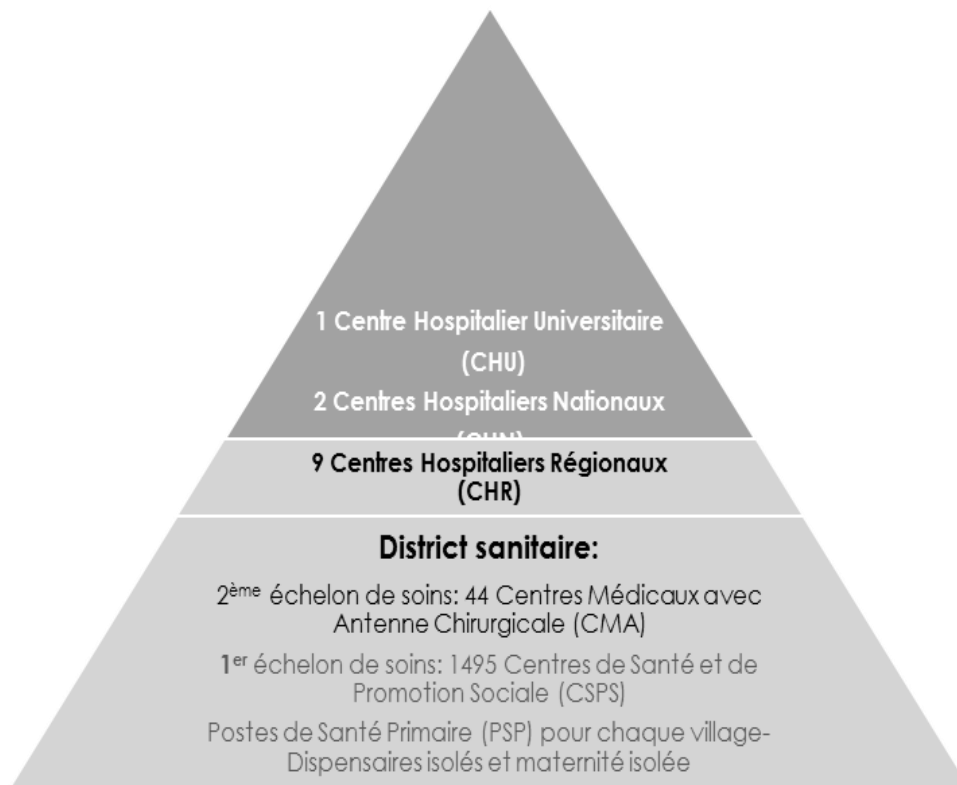 1 Centre Hospitalier Universitaire
(CHU)
2 Centres Hospitaliers Nationaux
9 Centres Hospitaliers Régionaux
(CHR)
District sanitaire:
2ème échelon de soins: 44 Centres Médicaux avec
Antenne Chirurgicale (CMA)
1er échelon de soins: 1495 Centres de Santé et de
Promotion Sociale (CSPS)
Postes de Santé Primaire (PSP) pour chaque village-
Dispensaires isolés et maternité isolée